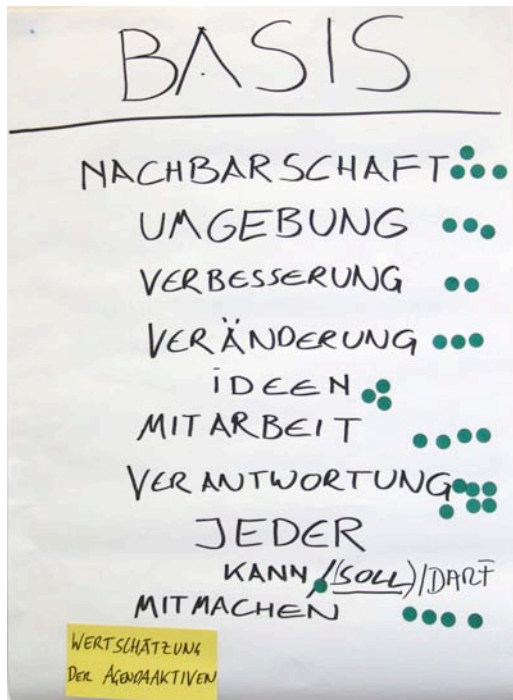 BASIS
NACHBARSCHAFT
UMGEBUNG
VERBESSERUNG
VERÄNDERUNG
IDEEN
MITARBEIT
VERANTWORTUNG
JEDER
KANN/(SOLL)/DARF
MITMACHEN
WERTSCHÄTZUNG
DER AGENDAAKTIVEN